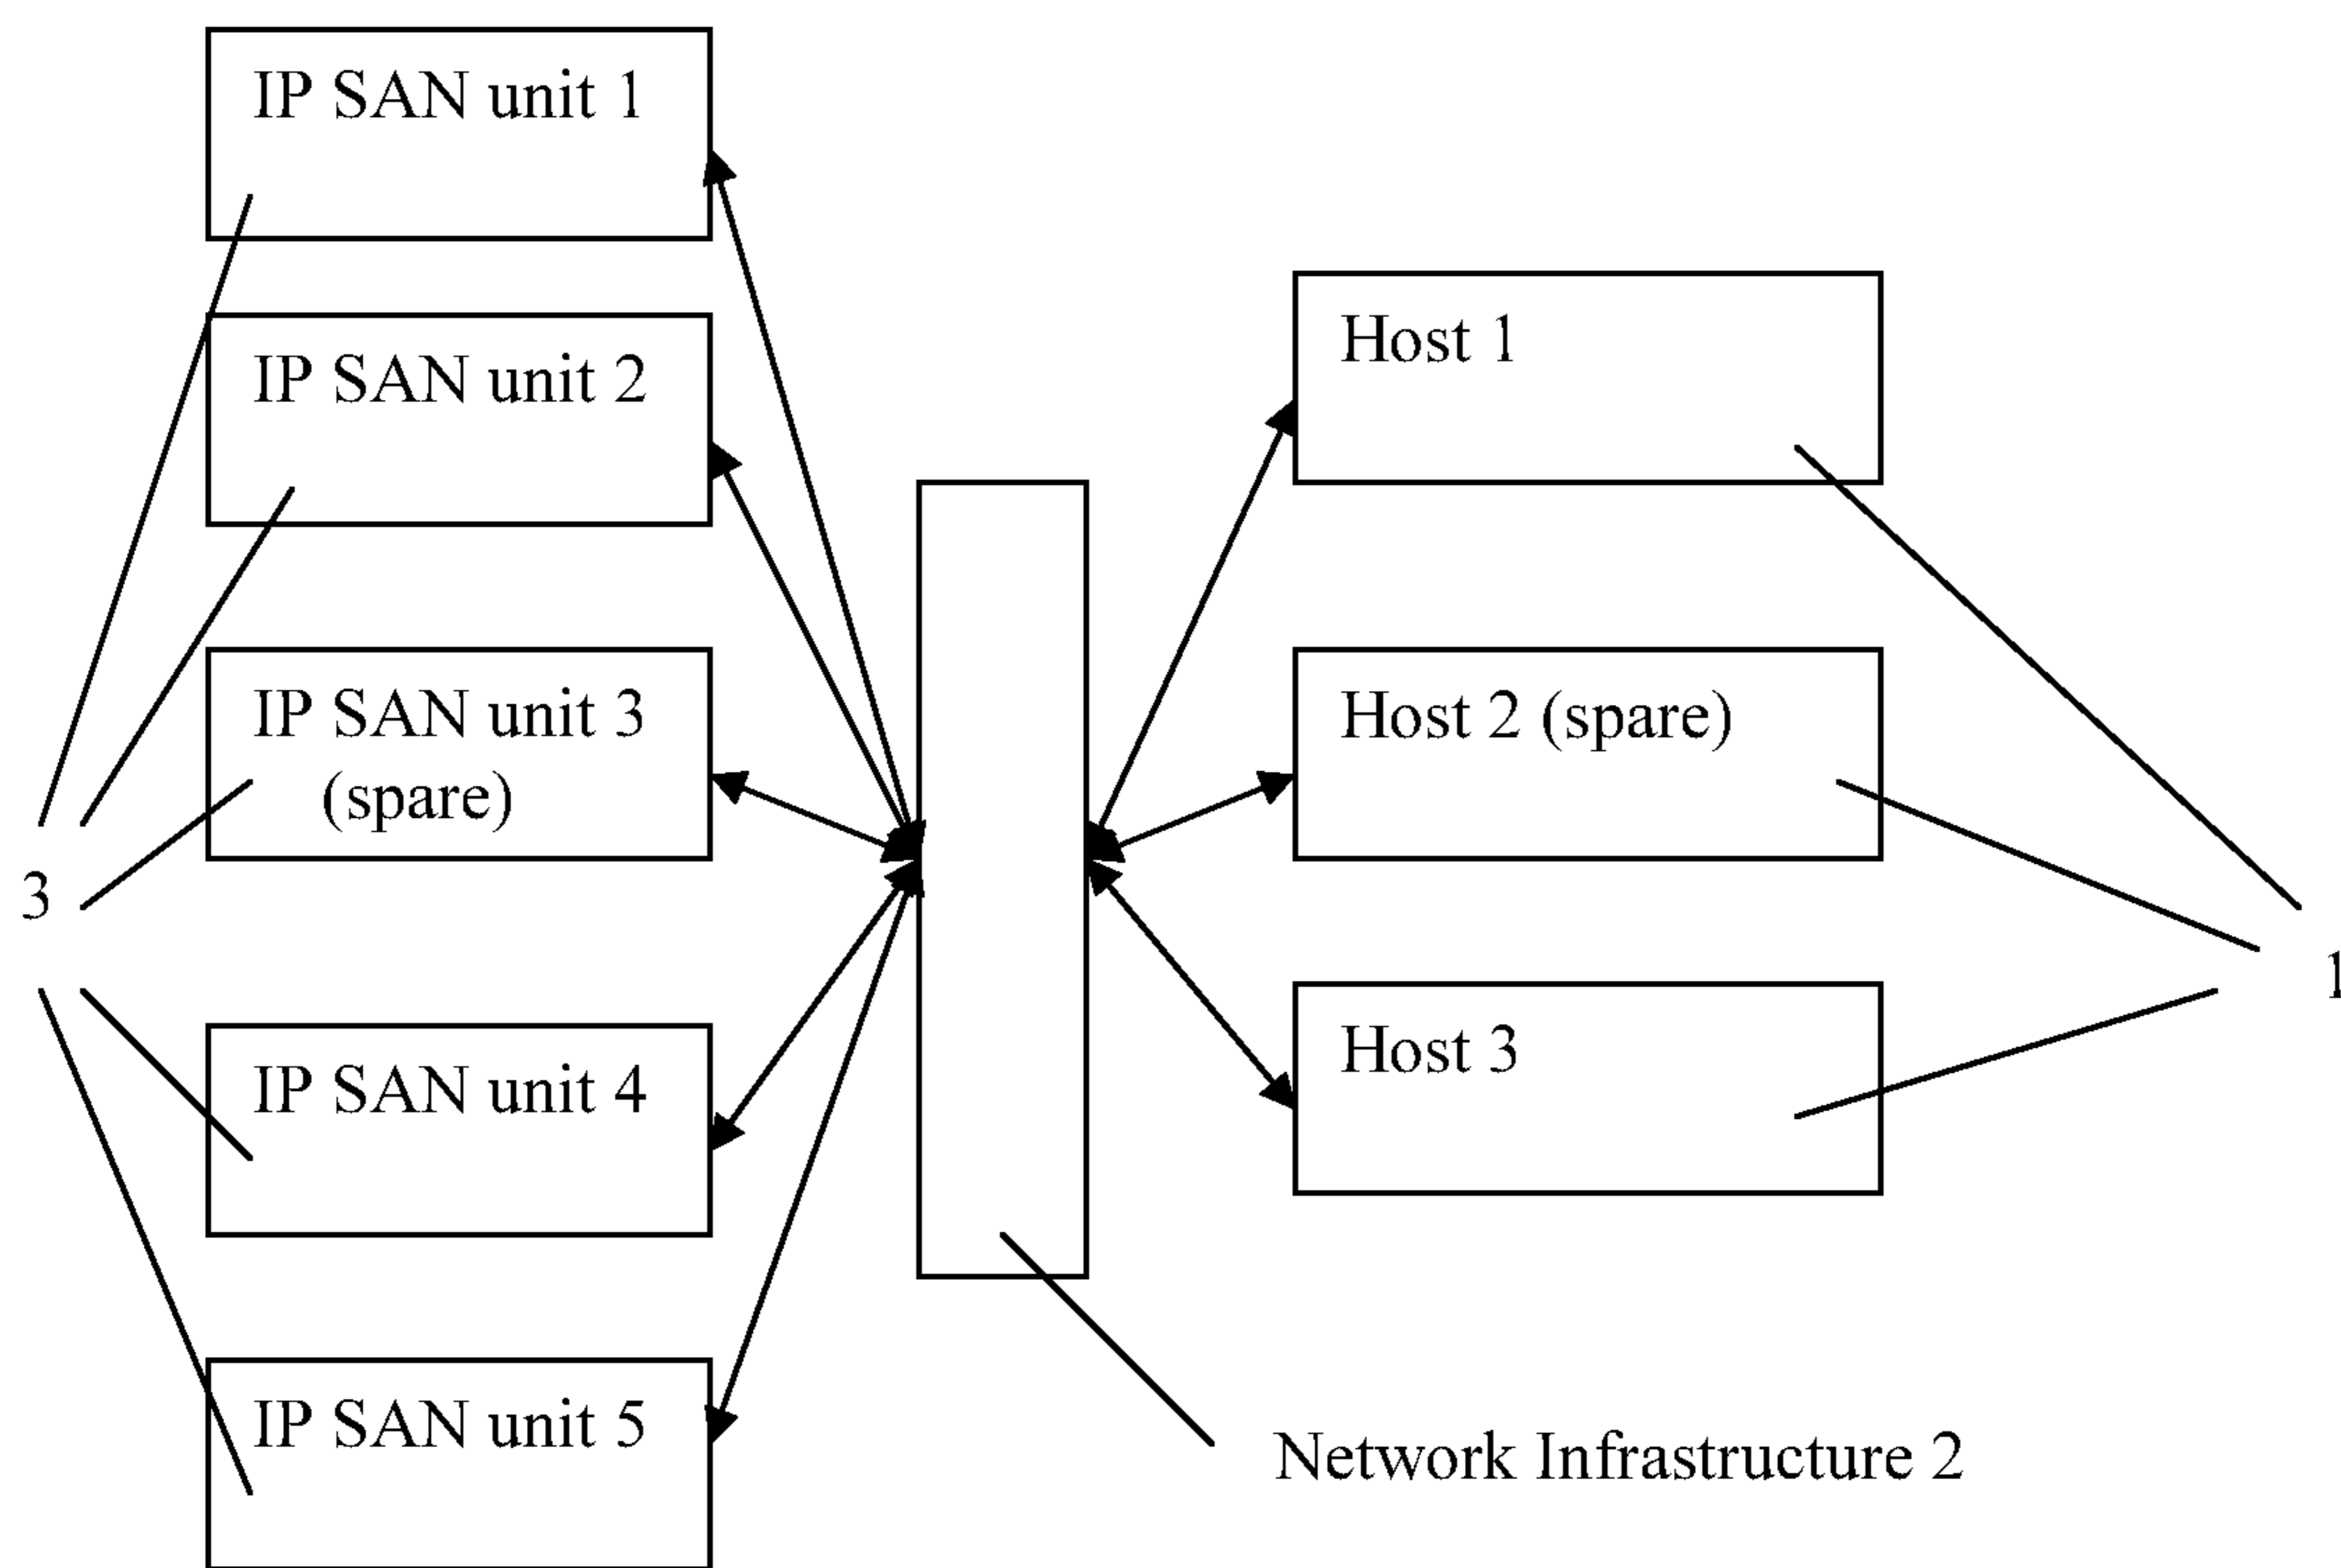 IP SAN unit 1
IP SAN unit 2
IP SAN unit 3
(spare)
3
IP SAN unit 4
IP SAN unit 5
Host 1
Host 2 (spare)
Host 3
1
Network Infrastructure 2